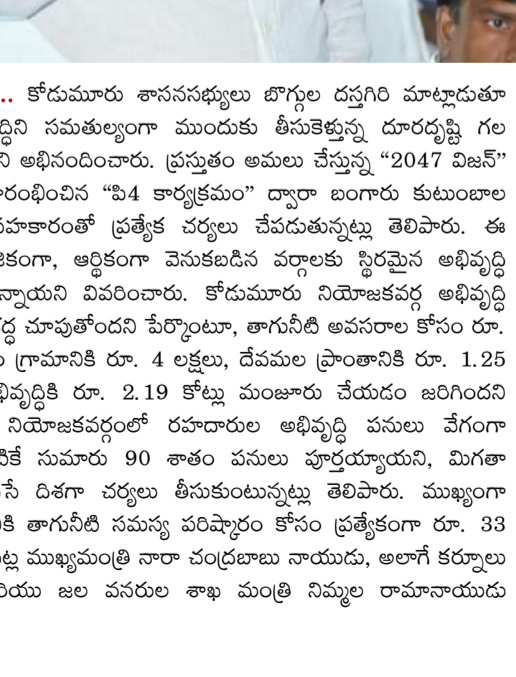 ... కోడుమూరు శాసనసభ్యులు బొగ్గుల దస్తగిరి మాట్లాడుతూ
ద్ధిని సమతుల్యంగా ముందుకు తీసుకెళ్తున్న దూరదృష్టి గల
ని అభినందించారు. ప్రస్తుతం అమలు చేస్తున్న “2047 విజన్”
రంభించిన “పి4 కార్యక్రమం” ద్వారా బంగారు కుటుంబాల
హకారంతో ప్రత్యేక చర్యలు చేపడుతున్నట్లు తెలిపారు. ఈ
కంగా, ఆర్థికంగా వెనుకబడిన వర్గాలకు స్థిరమైన అభివృద్ధి
న్నాయని వివరించారు. కోడుమూరు నియోజకవర్గ అభివృద్ధి
ద్ధ చూపుతోందని పేర్కొంటూ, తాగునీటి అవసరాల కోసం రూ.
గ్రామానికి రూ. 4 లక్షలు, దేవమల ప్రాంతానికి రూ. 1.25
భివృద్ధికి రూ. 2.19 కోట్లు మంజూరు చేయడం జరిగిందని
నియోజకవర్గంలో రహదారుల అభివృద్ధి పనులు వేగంగా
టికే సుమారు 90 శాతం పనులు పూర్తయ్యాయని, మిగతా
సే దిశగా చర్యలు తీసుకుంటున్నట్లు తెలిపారు. ముఖ్యంగా
కి తాగునీటి సమస్య పరిష్కారం కోసం ప్రత్యేకంగా రూ. 33
ట్ల ముఖ్యమంత్రి నారా చంద్రబాబు నాయుడు, అలాగే కర్నూలు
రియు జల వనరుల శాఖ మంత్రి నిమ్మల రామానాయుడు